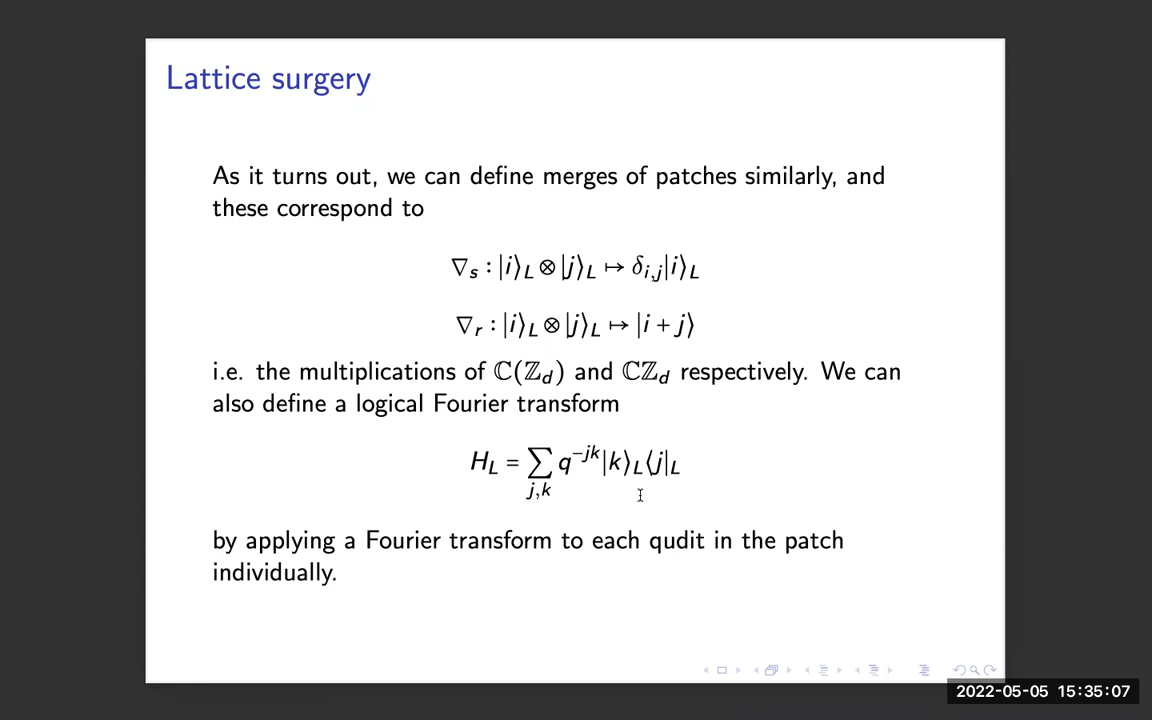 Lattice surgery
As it turns out, we can define merges of patches similarly, and
these correspond to
∇ₛ : |i⟩_L ⊗ |j⟩_L ↦ δ_{i,j}|i⟩_L
∇ᵣ : |i⟩_L ⊗ |j⟩_L ↦ |i + j⟩
i.e. the multiplications of ℂ(ℤ_d) and ℂℤ_d respectively. We can
also define a logical Fourier transform
H_L = ∑_{j,k} q^{−jk}|k⟩_L⟨j|_L
by applying a Fourier transform to each qudit in the patch
individually.
2022-05-05 15:35:07